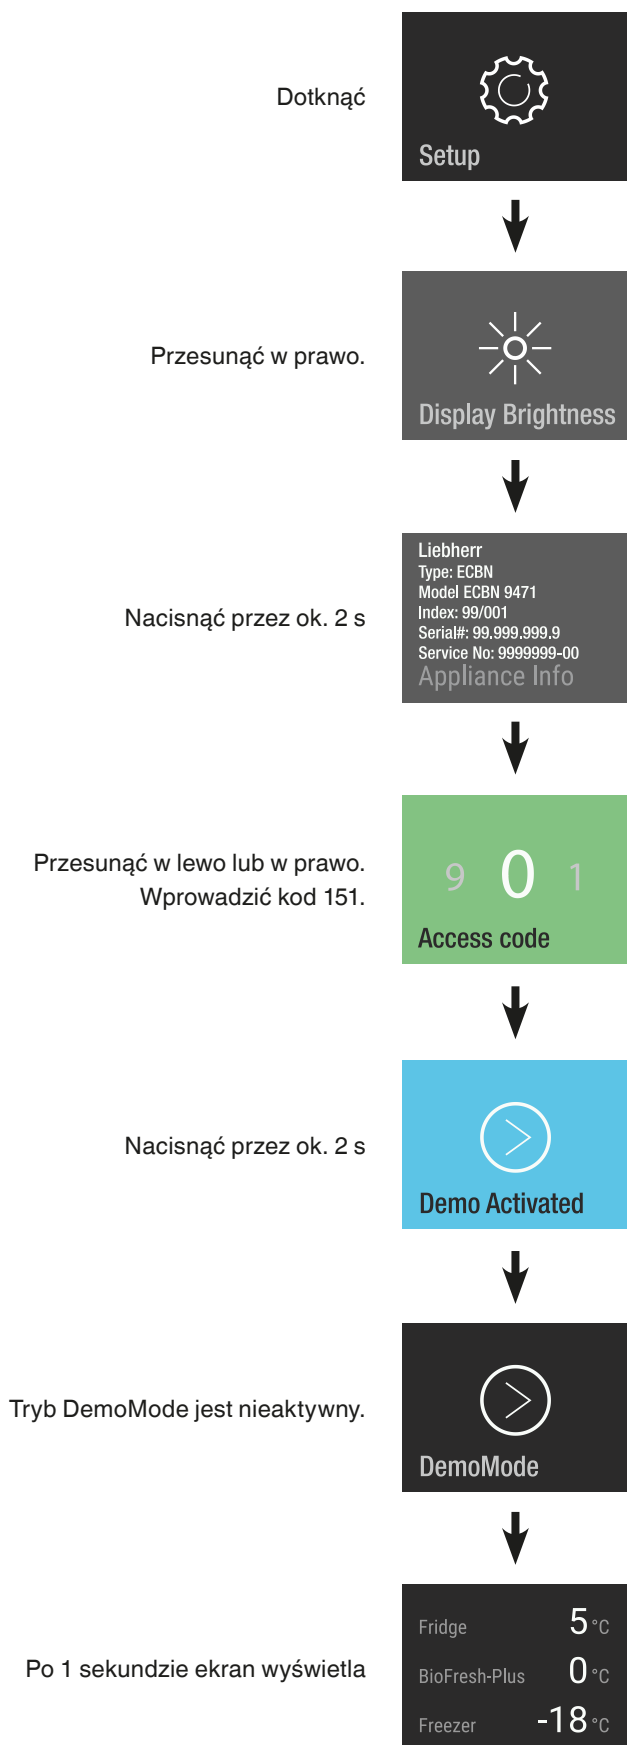 Dotknąć
Setup
Przesunąć w prawo.
Display Brightness
Nacisnąć przez ok. 2 s
Liebherr
Type: ECBN
Model ECBN 9471
Index: 99/001
Serial#: 99.999.999.9
Service No: 9999999-00
Appliance Info
Przesunąć w lewo lub w prawo.
Wprowadzić kod 151.
9 0 1
Access code
Nacisnąć przez ok. 2 s
Demo Activated
Tryb DemoMode jest nieaktywny.
DemoMode
Po 1 sekundzie ekran wyświetla
Fridge 5 °C
BioFresh-Plus 0 °C
Freezer -18 °C